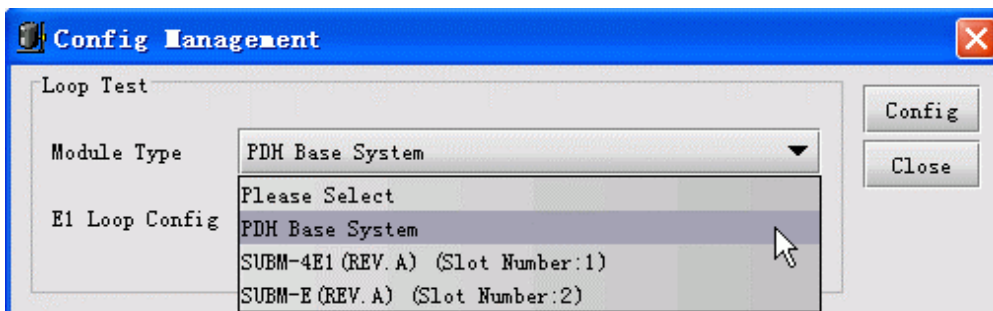 Config Management
Loop Test
Config
Module Type PDH Base System
Close
Please Select
E1 Loop Config PDH Base System
SUBM-4E1(REV.A) (Slot Number:1)
SUBM-E(REV.A) (Slot Number:2)